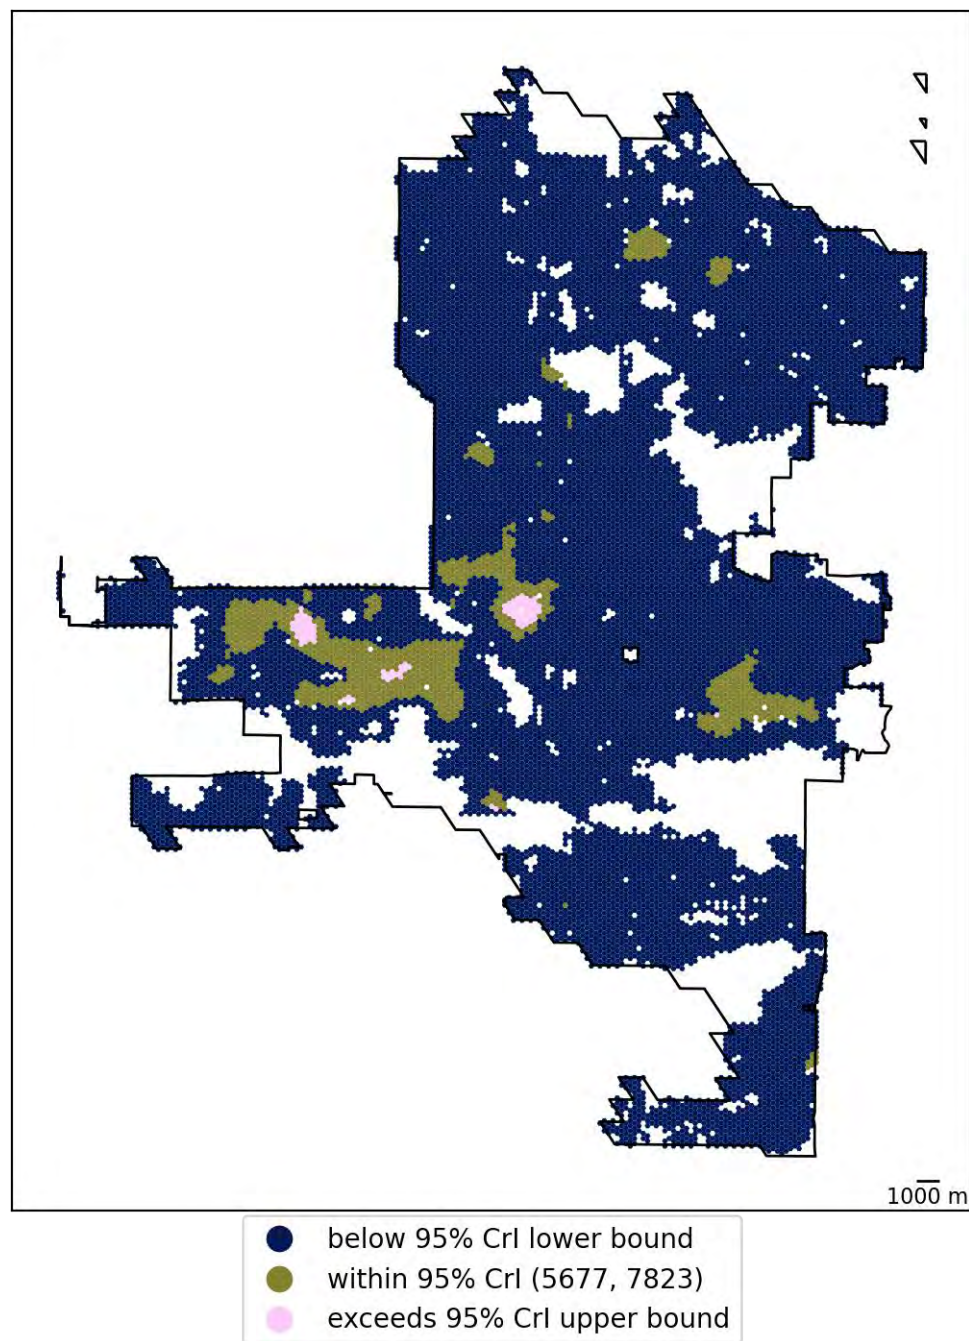 1000 m
below 95% CrI lower bound
within 95% CrI (5677, 7823)
exceeds 95% CrI upper bound